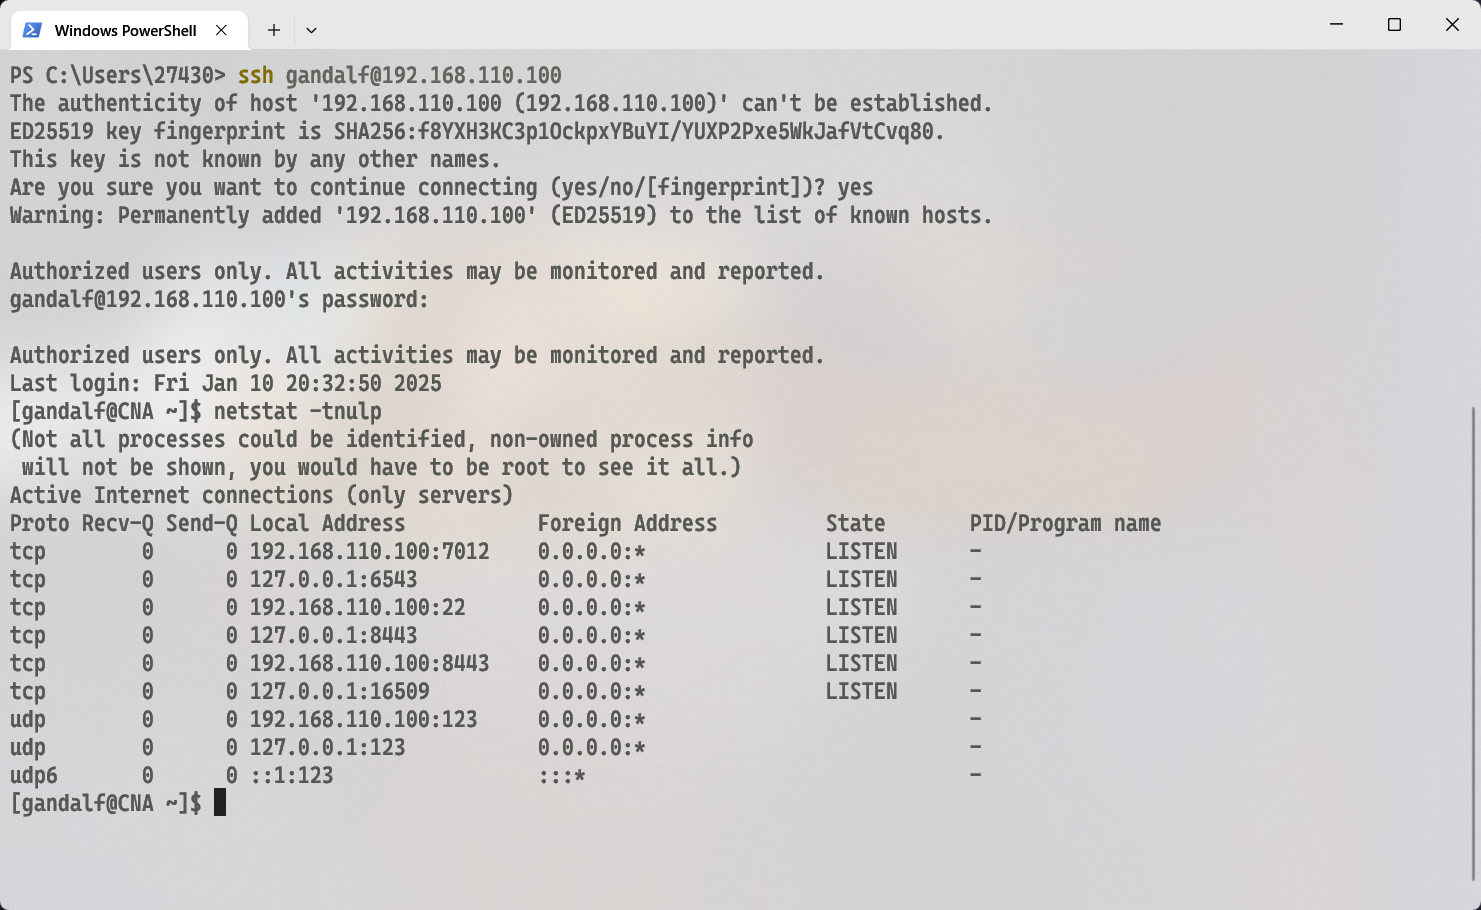 Windows PowerShell
PS C:\Users\27430> ssh gandalf@192.168.110.100
The authenticity of host '192.168.110.100 (192.168.110.100)' can't be established.
ED25519 key fingerprint is SHA256:f8YXH3KC3p1OckpxYBuYI/YUXP2Pxe5WkJafVtCvq80.
This key is not known by any other names.
Are you sure you want to continue connecting (yes/no/[fingerprint])? yes
Warning: Permanently added '192.168.110.100' (ED25519) to the list of known hosts.

Authorized users only. All activities may be monitored and reported.
gandalf@192.168.110.100's password:

Authorized users only. All activities may be monitored and reported.
Last login: Fri Jan 10 20:32:50 2025
[gandalf@CNA ~]$ netstat -tnulp
(Not all processes could be identified, non-owned process info
 will not be shown, you would have to be root to see it all.)
Active Internet connections (only servers)
Proto Recv-Q Send-Q Local Address           Foreign Address         State       PID/Program name
tcp        0      0 192.168.110.100:7012    0.0.0.0:*               LISTEN      -
tcp        0      0 127.0.0.1:6543          0.0.0.0:*               LISTEN      -
tcp        0      0 192.168.110.100:22      0.0.0.0:*               LISTEN      -
tcp        0      0 127.0.0.1:8443          0.0.0.0:*               LISTEN      -
tcp        0      0 192.168.110.100:8443    0.0.0.0:*               LISTEN      -
tcp        0      0 127.0.0.1:16509         0.0.0.0:*               LISTEN      -
udp        0      0 192.168.110.100:123     0.0.0.0:*                           -
udp        0      0 127.0.0.1:123           0.0.0.0:*                           -
udp6       0      0 ::1:123                 :::*                                -
[gandalf@CNA ~]$